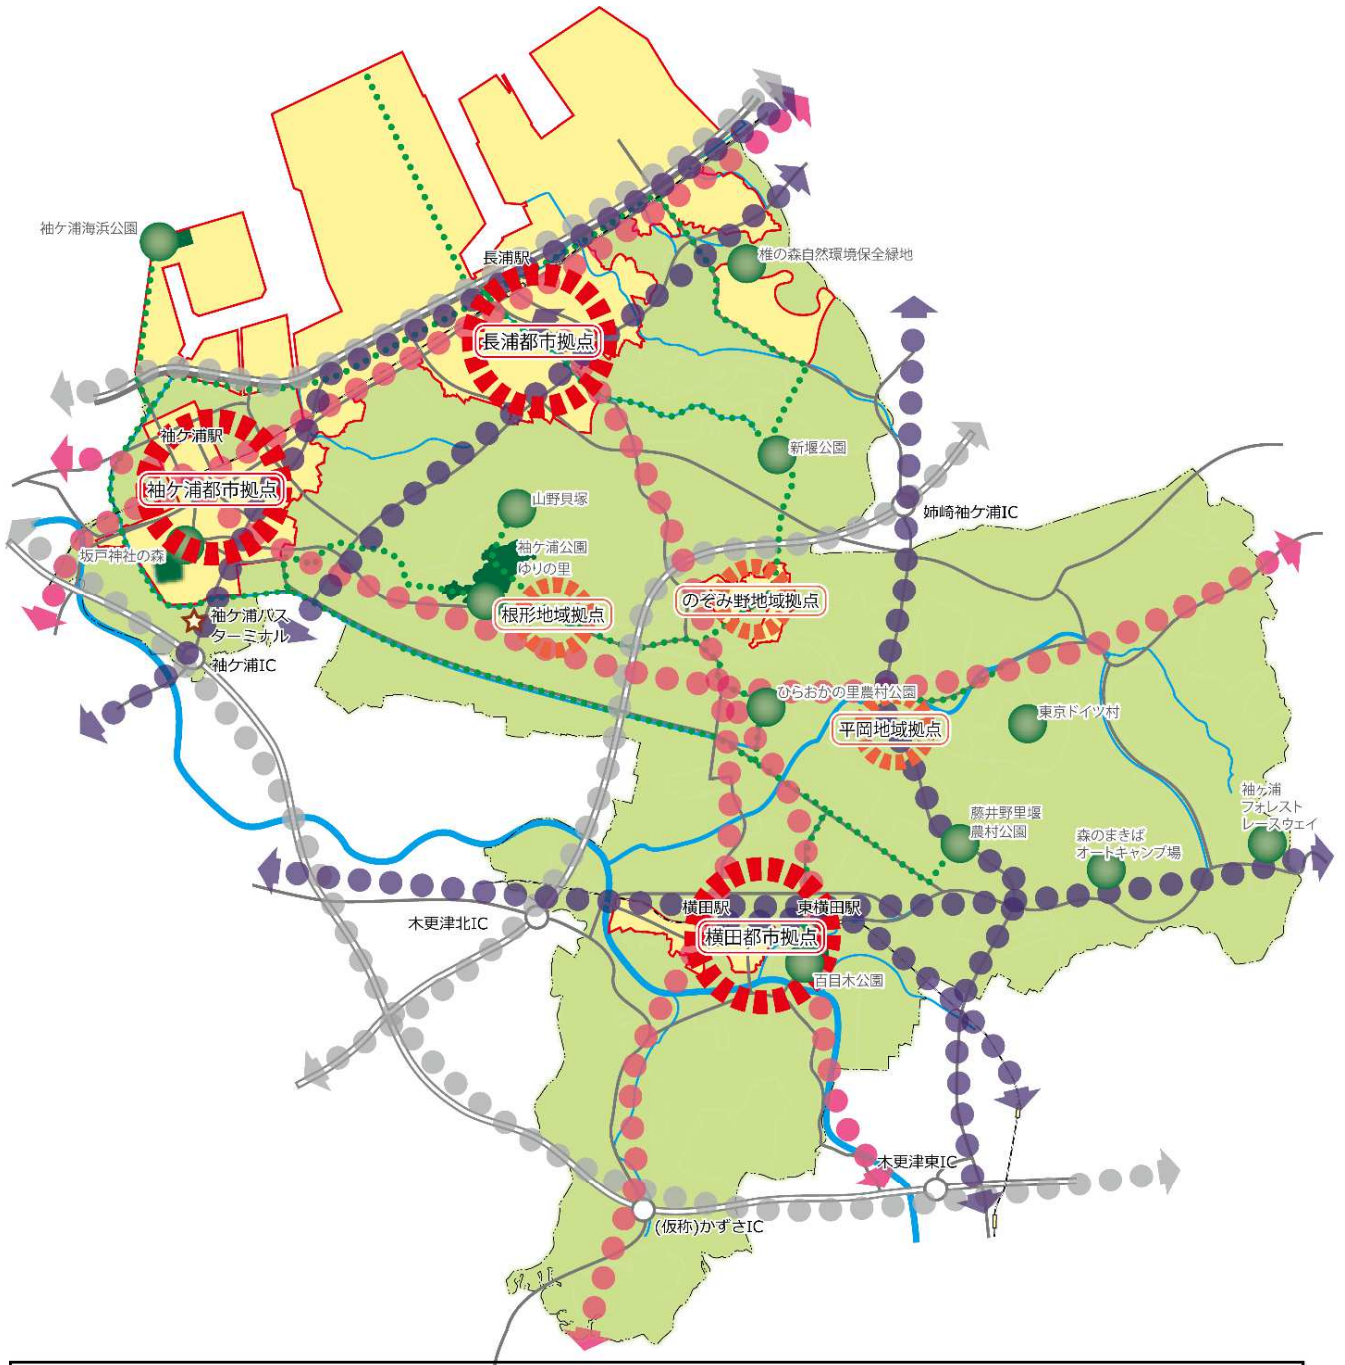 袖ケ浦海浜公園
長浦駅
椎の森自然環境保全緑地
長浦都市拠点
袖ケ浦駅
新堰公園
袖ケ浦都市拠点
山野貝塚
姉崎袖ケ浦IC
坂戸神社の森
袖ケ浦公園
ゆりの里
のぞみ野地域拠点
根形地域拠点
袖ケ浦バス
ターミナル
袖ケ浦IC
ひらおかの里農村公園
東京ドイツ村
平岡地域拠点
袖ヶ浦
フォレスト
レースウェイ
藤井野里堰
農村公園
森のまきば
オートキャンプ場
横田駅
東横田駅
木更津北IC
横田都市拠点
百目木公園
木更津東IC
(仮称)かずさIC